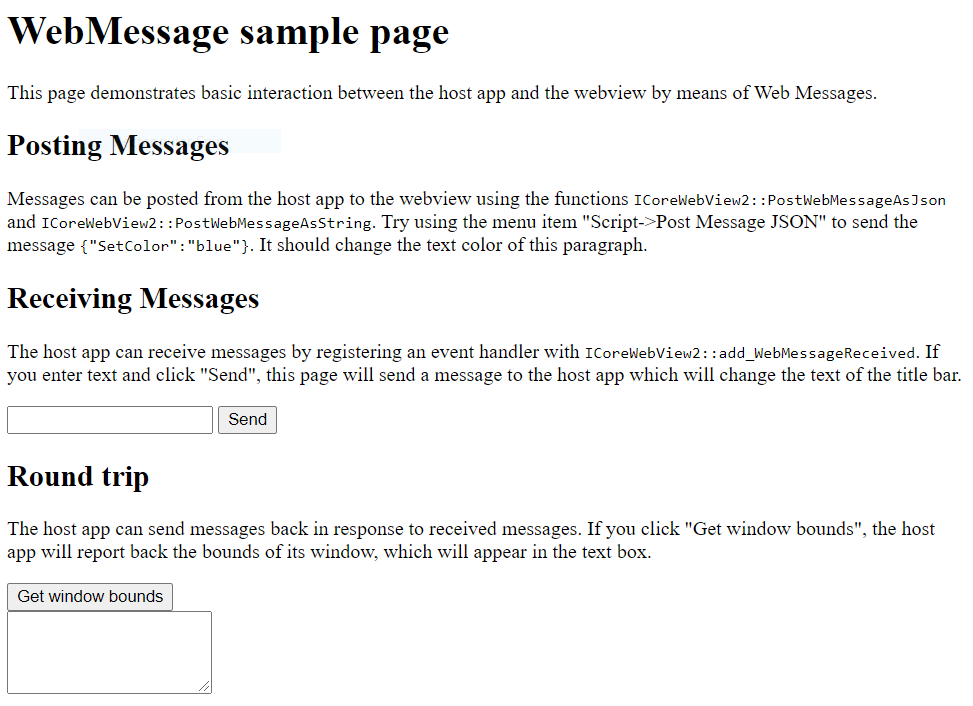 WebMessage sample page
This page demonstrates basic interaction between the host app and the webview by means of Web Messages.
Posting Messages
Messages can be posted from the host app to the webview using the functions ICoreWebView2::PostWebMessageAsJson
and ICoreWebView2::PostWebMessageAsString. Try using the menu item "Script->Post Message JSON" to send the
message {"SetColor":"blue"}. It should change the text color of this paragraph.
Receiving Messages
The host app can receive messages by registering an event handler with ICoreWebView2::add_WebMessageReceived. If
you enter text and click "Send", this page will send a message to the host app which will change the text of the title bar.
Send
Round trip
The host app can send messages back in response to received messages. If you click "Get window bounds", the host
app will report back the bounds of its window, which will appear in the text box.
Get window bounds